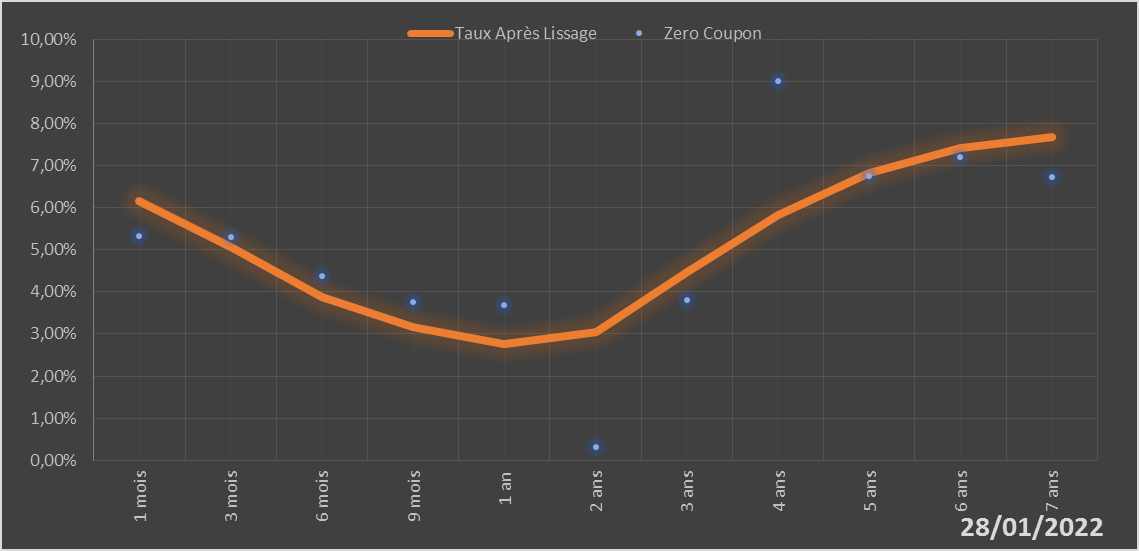 Taux Après Lissage
Zero Coupon
10,00%
9,00%
8,00%
7,00%
6,00%
5,00%
4,00%
3,00%
2,00%
1,00%
0,00%
1 mois
3 mois
6 mois
9 mois
1 an
2 ans
3 ans
4 ans
5 ans
6 ans
7 ans
28/01/2022